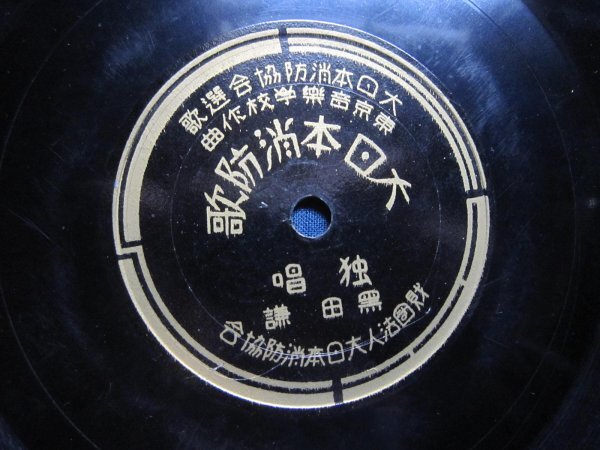 大日本消防協会選歌
東京音楽学校作曲
大日本消防歌
独唱
黒田謙
財団法人大日本消防協会